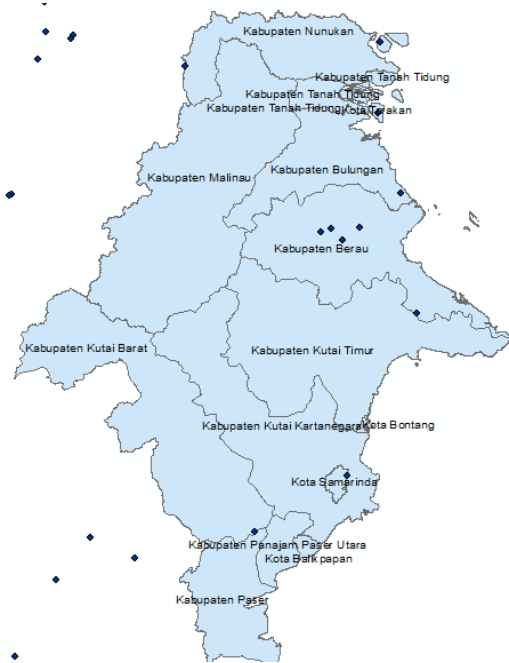 Kabupaten Nunukan
Kabupaten Tanah Tidung
Kabupaten Tanah Tidung
Kabupaten Tanah Tidung
Kota Tarakan
Kabupaten Bulungan
Kabupaten Malinau
Kabupaten Berau
Kabupaten Kutai Barat
Kabupaten Kutai Timur
Kabupaten Kutai Kartanegara
Kota Bontang
Kota Samarinda
Kabupaten Panajam Paser Utara
Kota Balikpapan
Kabupaten Paser